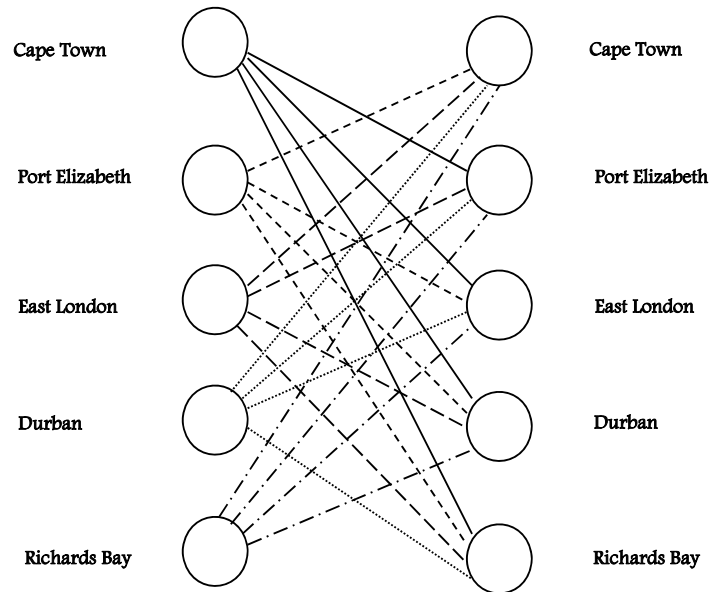 Cape Town
Cape Town
Port Elizabeth
Port Elizabeth
East London
East London
Durban
Durban
Richards Bay
Richards Bay